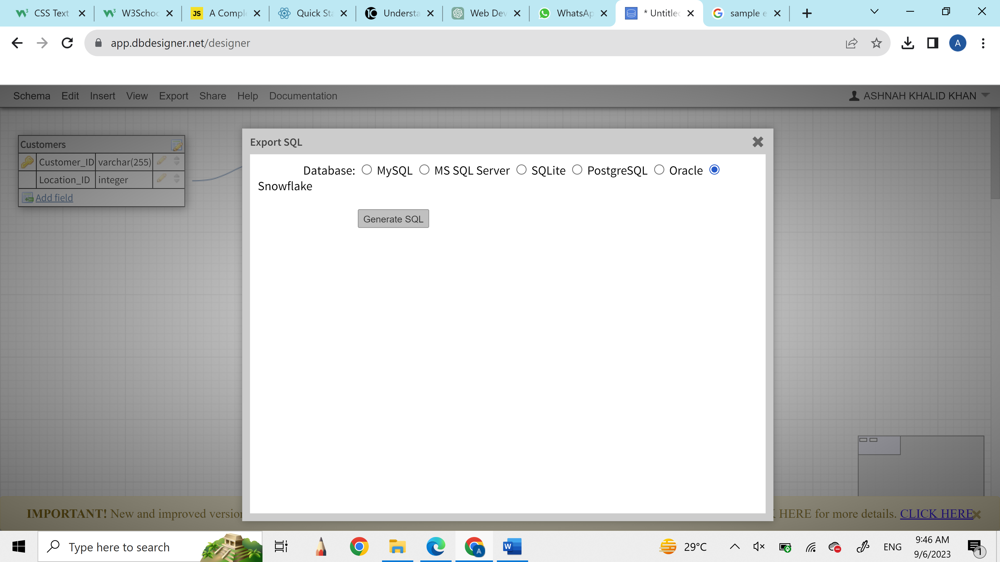 CSS Text
W3Schoo
JS A Comple
Quick Sta
Understa
Web Dev
WhatsAp
* Untitled
sample e
app.dbdesigner.net/designer
A
Schema Edit Insert View Export Share Help Documentation
ASHNAH KHALID KHAN
Customers
Customer_ID varchar(255)
Location_ID integer
Add field
Export SQL
Database: MySQL MS SQL Server SQLite PostgreSQL Oracle
Snowflake
Generate SQL
IMPORTANT! New and improved version
HERE for more details. CLICK HERE
Type here to search
A
W
29°C
ENG
9:46 AM
9/6/2023
1